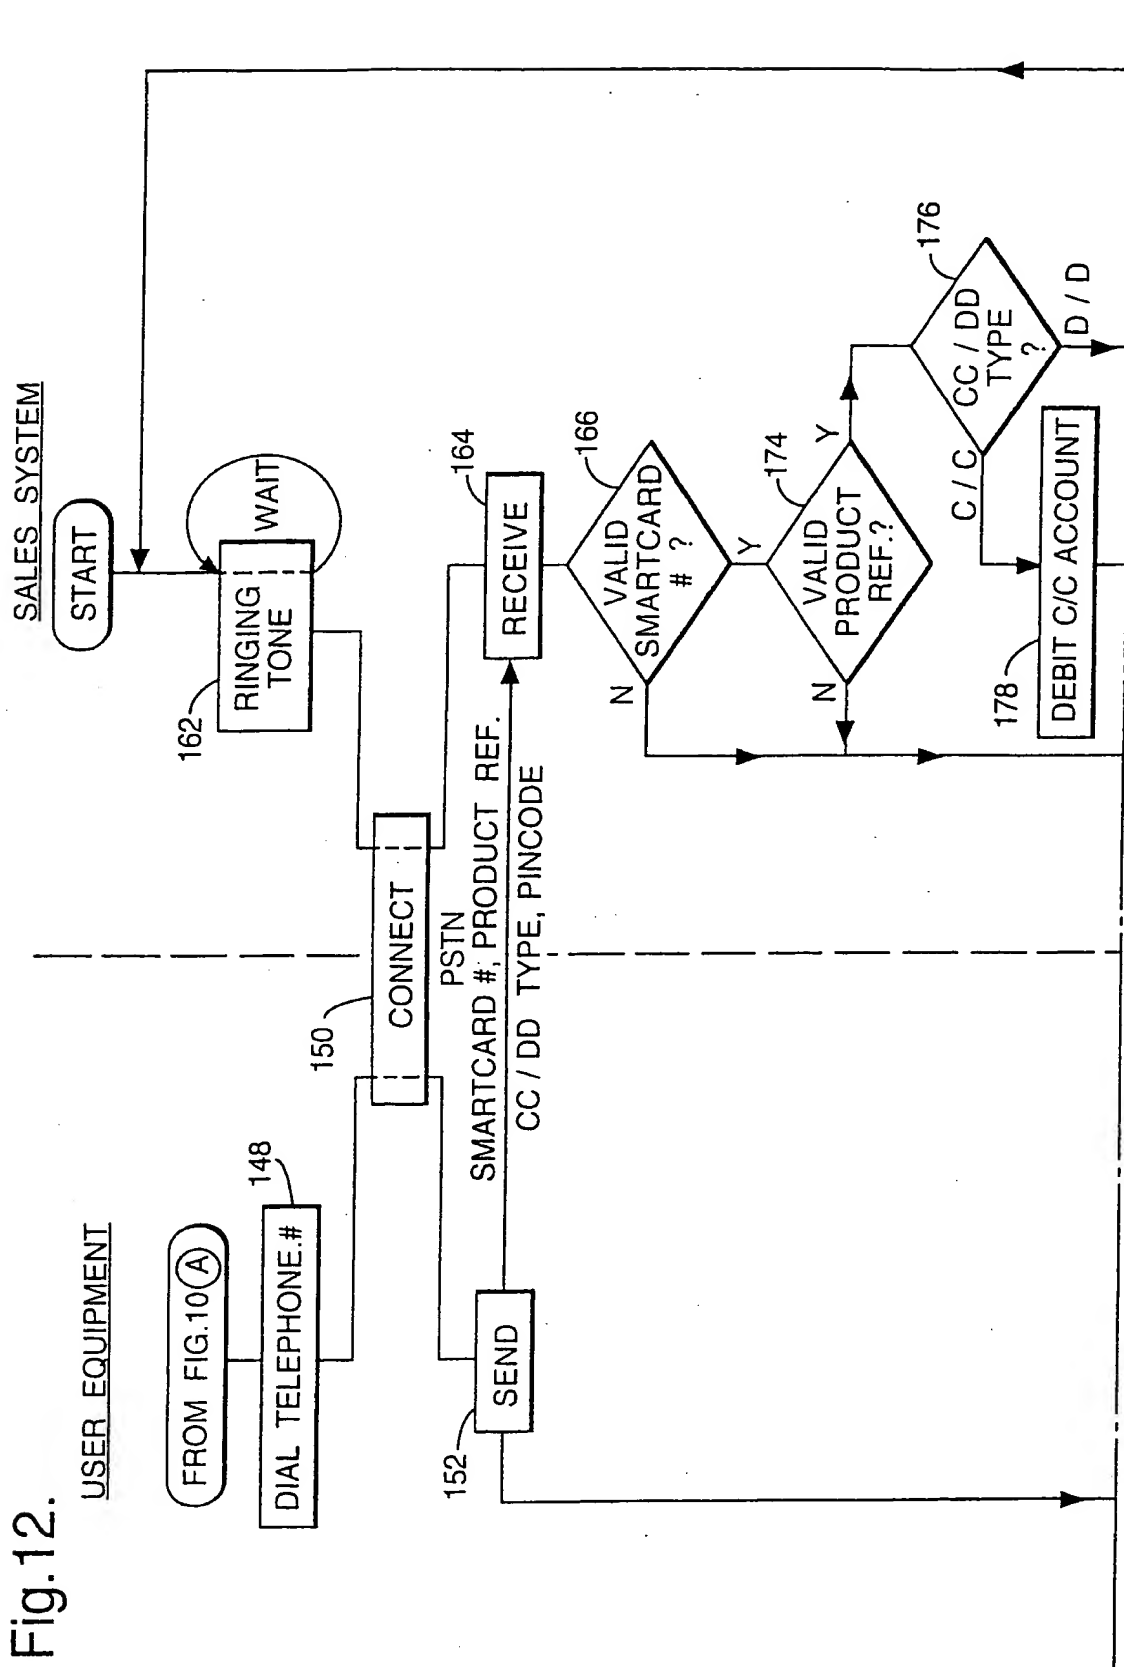 Fig.12.
USER EQUIPMENT
SALES SYSTEM
FROM FIG.10 A
START
DIAL TELEPHONE.#
148
162
RINGING
TONE
WAIT
150
CONNECT
PSTN
SMARTCARD #, PRODUCT REF.
CC / DD TYPE, PINCODE
152
SEND
RECEIVE
164
VALID
SMARTCARD
# ?
166
N
Y
VALID
PRODUCT
REF.?
174
N
Y
CC / DD
TYPE
?
176
C / C
D / D
178
DEBIT C/C ACCOUNT